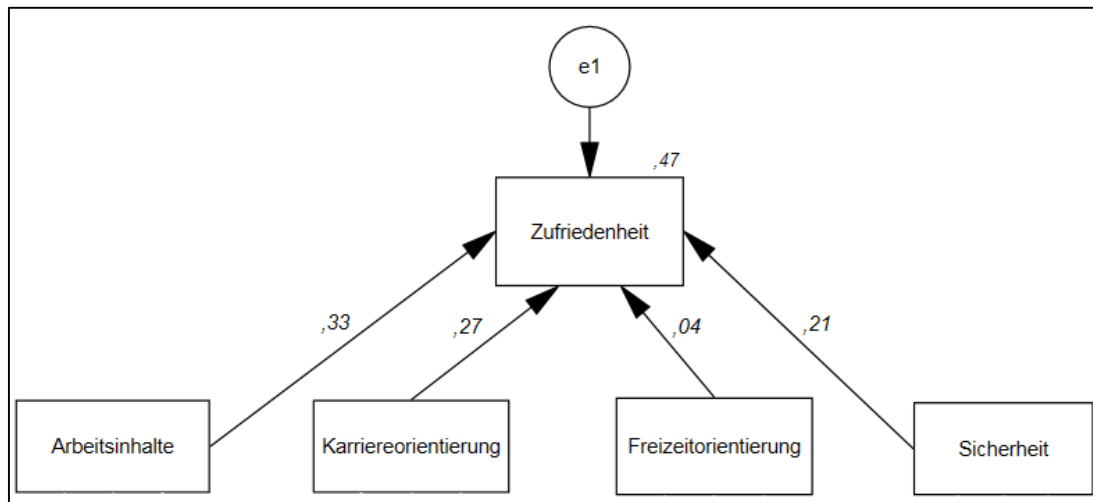 e1
,47
Zufriedenheit
,33
,27
,04
,21
Arbeitsinhalte
Karriereorientierung
Freizeitorientierung
Sicherheit